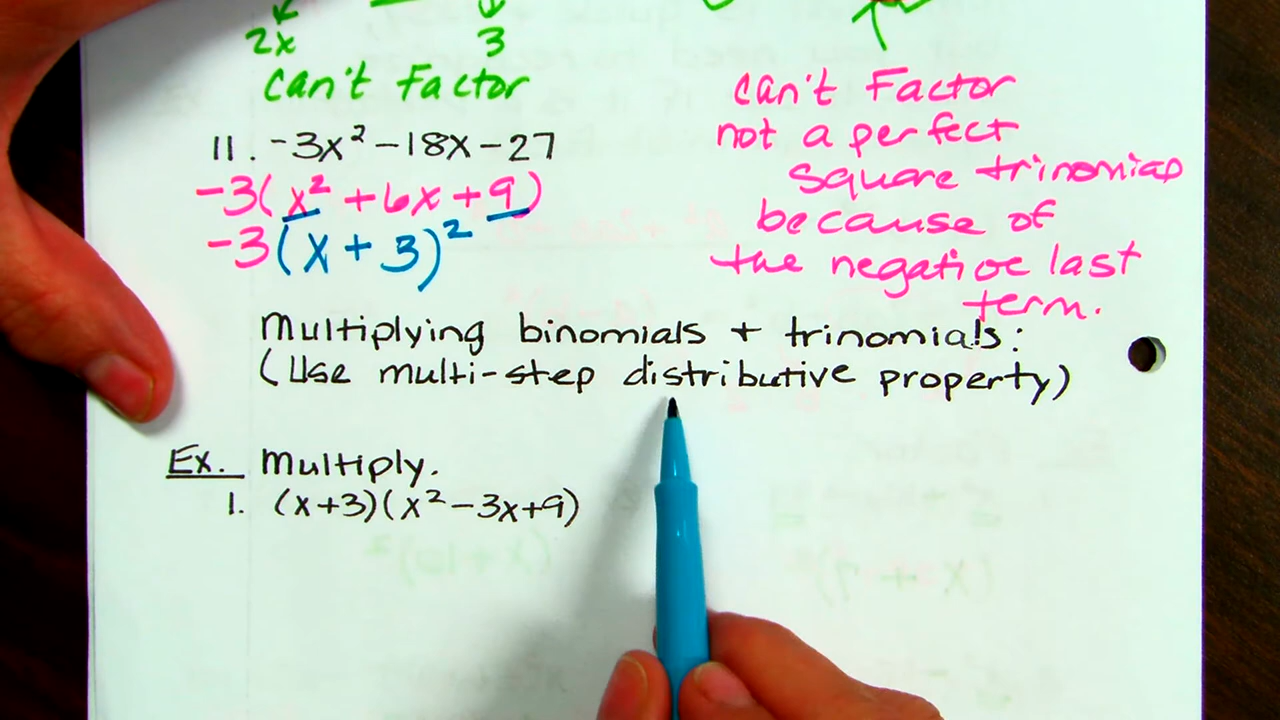 2x 3
can't Factor
can't Factor
not a perfect
square trinomial
because of
the negative last
term.
11. -3x² -18x -27
-3(x² + 6x + 9)
-3(x + 3)²
Multiplying binomials + trinomials:
(Use multi-step distributive property)
Ex. Multiply.
1. (x+3)(x² -3x+9)